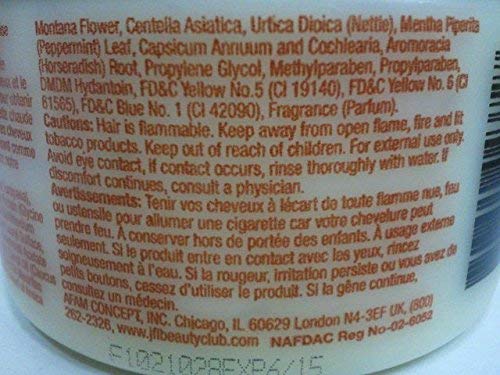 Montana Flower, Centella Asiatica, Urtica Dioica (Nettle), Mentha Piperita
(Peppermint) Leaf, Capsicum Annuum and Cochlearia, Aromoracia
(Horseradish) Root, Propylene Glycol, Methylparaben, Propylparaben,
DMDM Hydantoin, FD&C Yellow No.5 (CI 19140), FD&C Yellow No. 6 (CI
61565), FD&C Blue No. 1 (CI 42090), Fragrance (Parfum).
Cautions: Hair is flammable. Keep away from open flame, fire and lit
tobacco products. Keep out of reach of children. For external use only.
Avoid eye contact, if contact occurs, rinse thoroughly with water. if
discomfort continues, consult a physician.
Avertissements: Tenir vos cheveux à lécart de toute flamme nue, fau
ou ustensile pour allumer une cigarette car votre chevelure peut
prendre feu. À conserver hors de portée des enfants. À usage externe
seulement. Si le produit entre en contact avec les yeux, rincez
soigneusement à l'eau. Si la rougeur, irritation persiste ou vous avez de
petits boutons, cessez d'utiliser le produit. Si la gêne continue,
consultez un médecin.
AFAM CONCEPT, INC. Chicago, IL 60629 London N4-3EF UK, (800)
262-2326, www.jflbeautyclub.com. NAFDAC Reg No-02-6052
F1021028EXP6/15